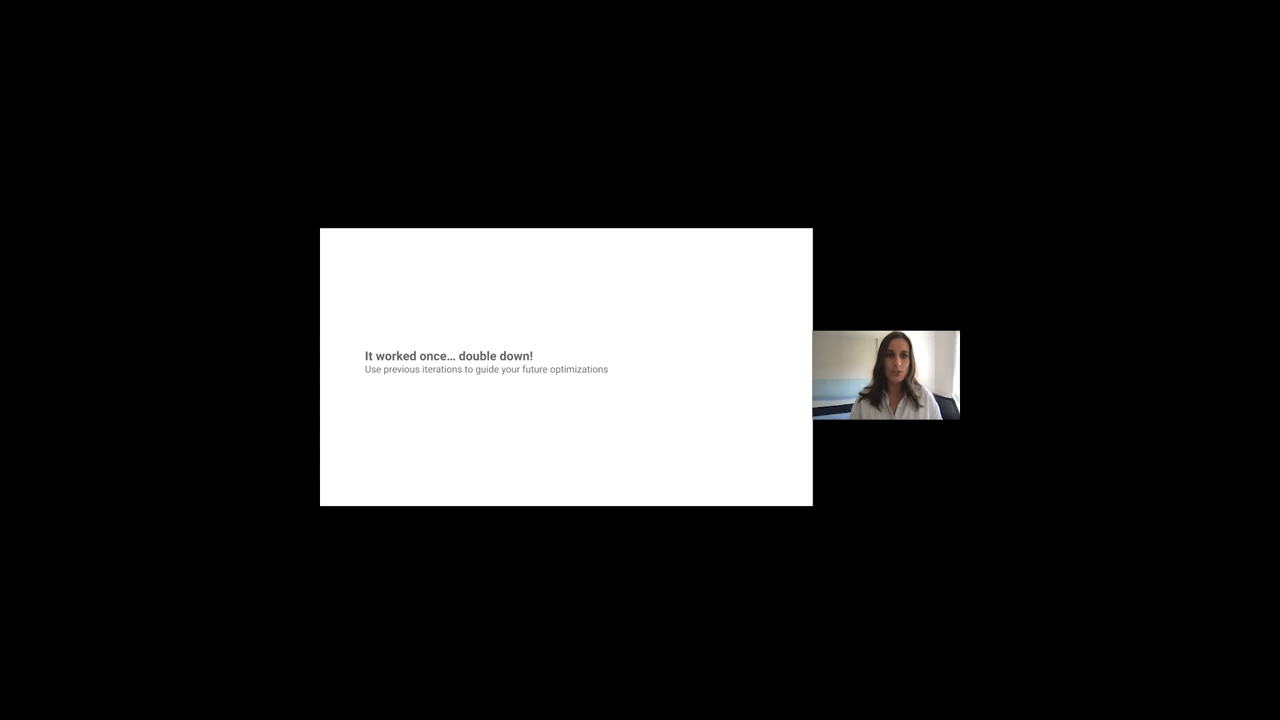 It worked once… double down!
Use previous iterations to guide your future optimizations